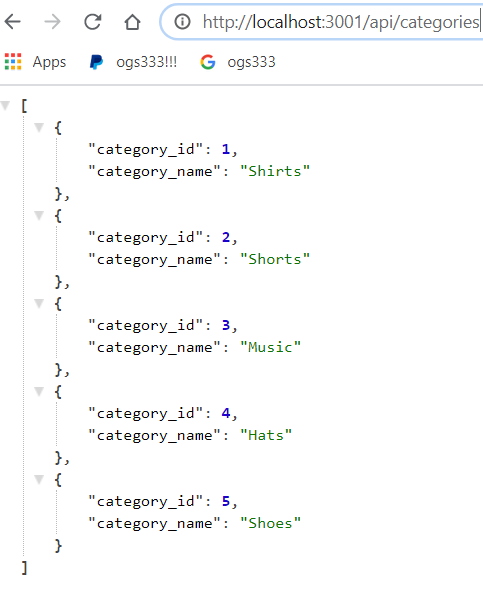 http://localhost:3001/api/categories
Apps ogs333!!! ogs333
[
{
"category_id": 1,
"category_name": "Shirts"
},
{
"category_id": 2,
"category_name": "Shorts"
},
{
"category_id": 3,
"category_name": "Music"
},
{
"category_id": 4,
"category_name": "Hats"
},
{
"category_id": 5,
"category_name": "Shoes"
}
]